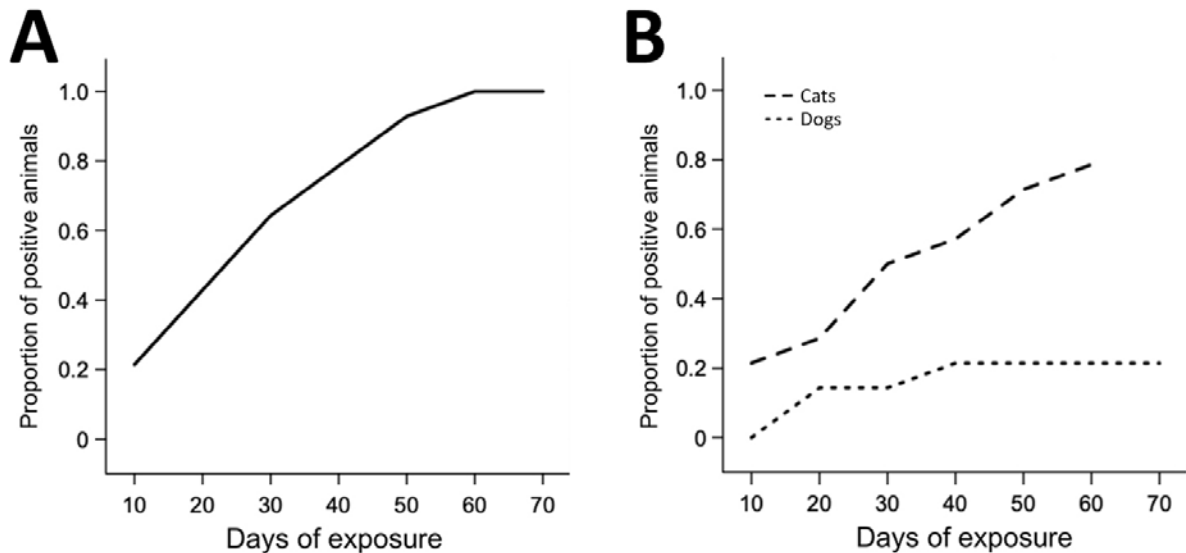 A
Proportion of positive animals
1.0
0.8
0.6
0.4
0.2
0
10 20 30 40 50 60 70
Days of exposure
B
Proportion of positive animals
1.0
0.8
0.6
0.4
0.2
0
Cats
Dogs
10 20 30 40 50 60 70
Days of exposure